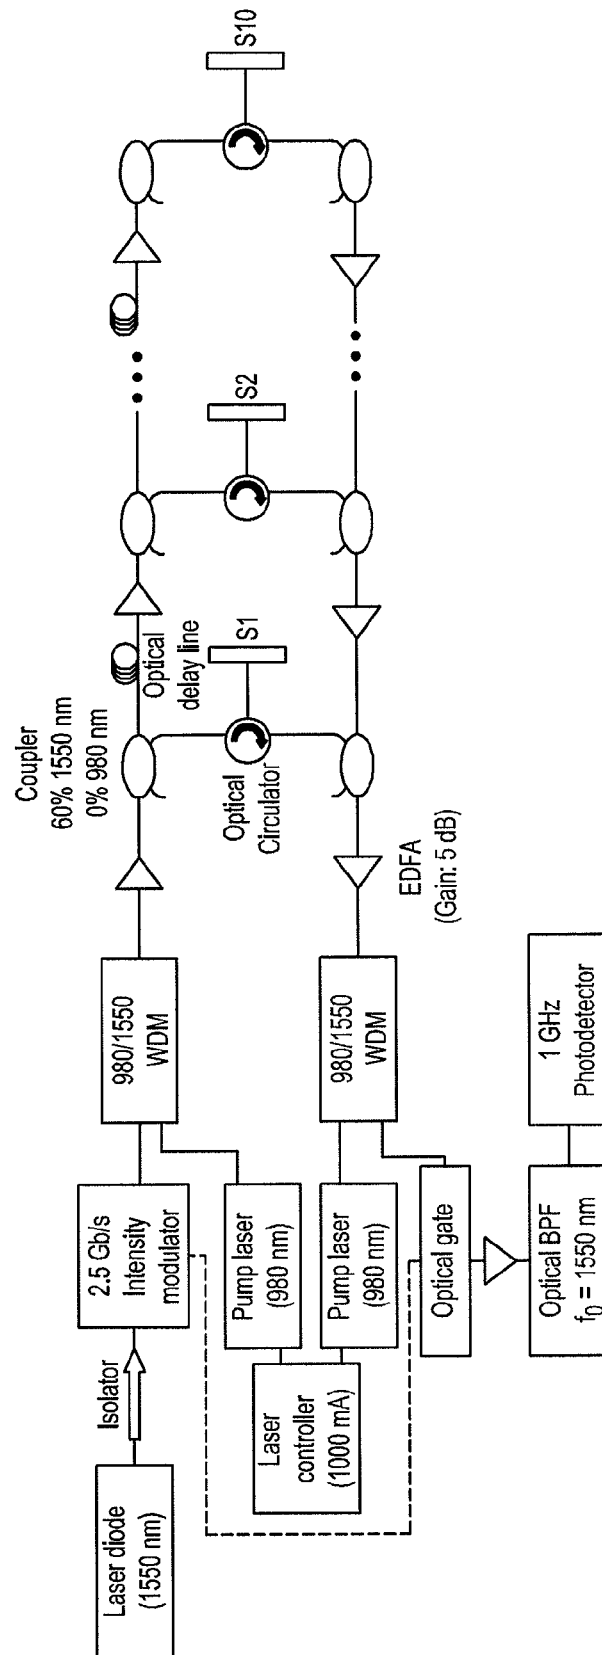 Laser diode
(1550 nm)
Isolator
2.5 Gb/s
Intensity
modulator
980/1550
WDM
Coupler
60% 1550 nm
0% 980 nm
Optical
delay line
S1
S2
S10
Optical
Circulator
Laser
controller
(1000 mA)
Pump laser
(980 nm)
Pump laser
(980 nm)
980/1550
WDM
EDFA
(Gain: 5 dB)
Optical gate
Optical BPF
f0 = 1550 nm
1 GHz
Photodetector